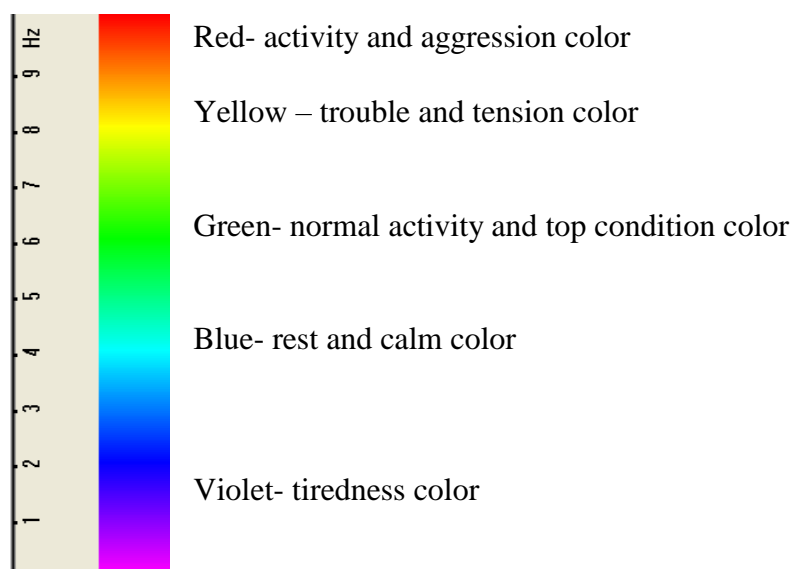 Hz
Red- activity and aggression color
9
Yellow – trouble and tension color
8
7
Green- normal activity and top condition color
6
5
Blue- rest and calm color
4
3
2
Violet- tiredness color
1